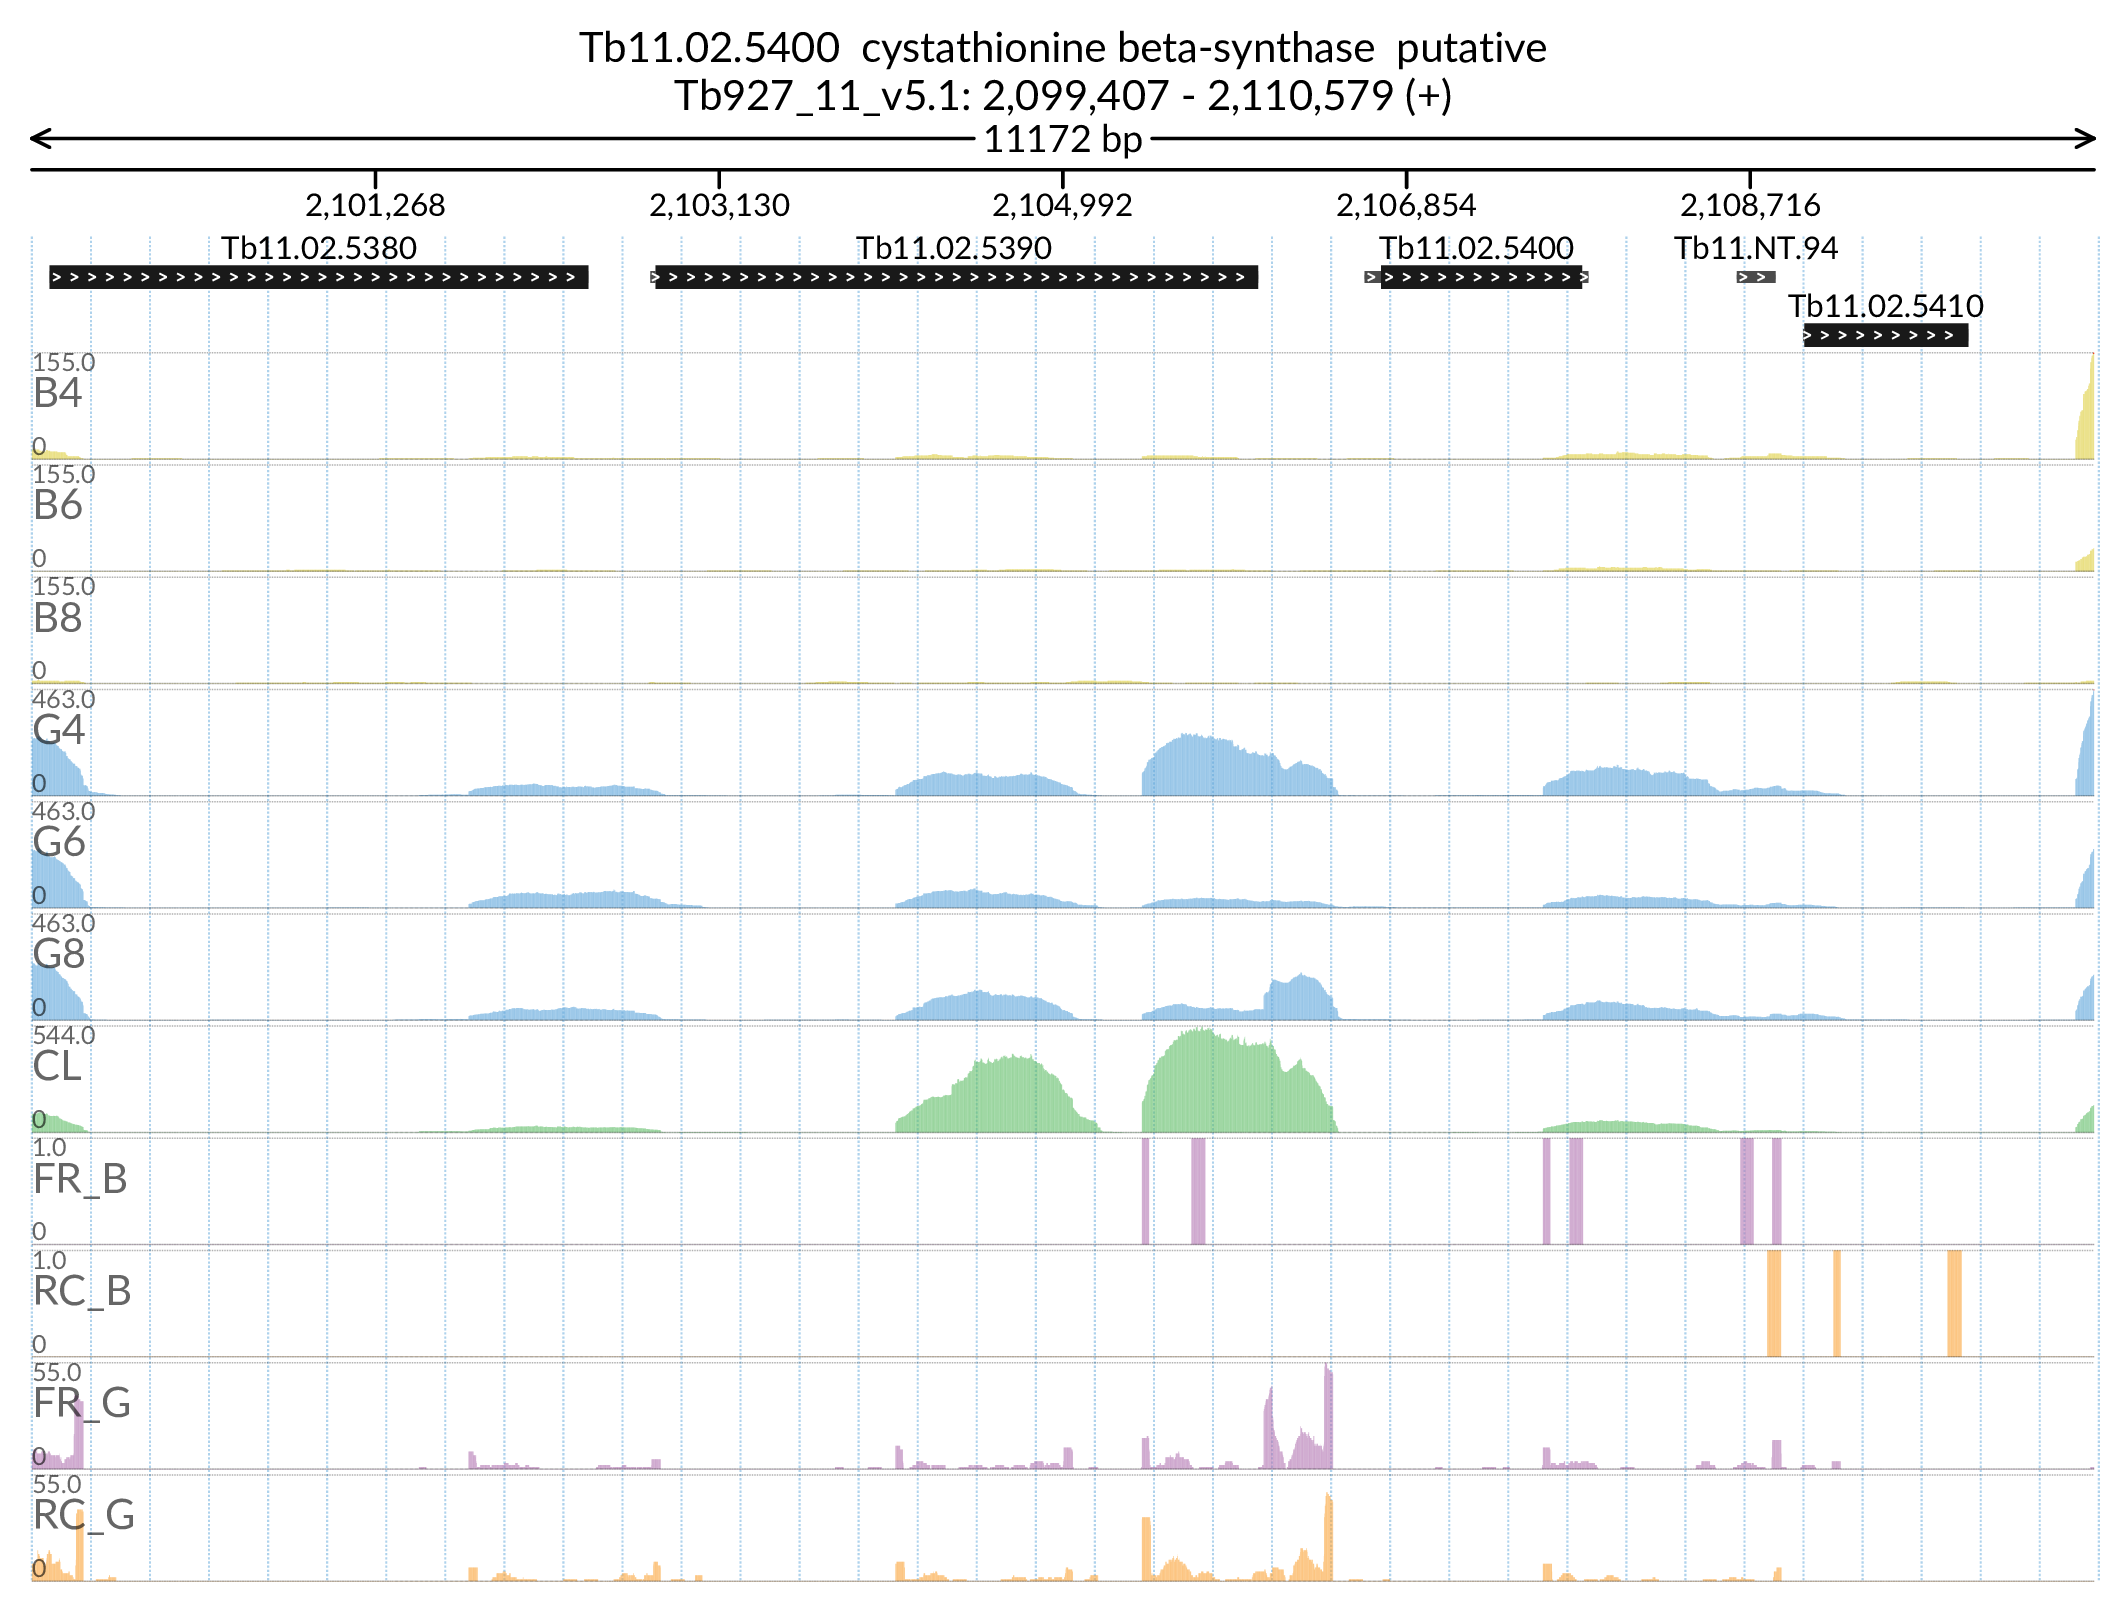 Tb11.02.5400 cystathionine beta-synthase putative
Tb927_11_v5.1: 2,099,407 - 2,110,579 (+)
11172 bp
2,101,268 2,103,130 2,104,992 2,106,854 2,108,716
Tb11.02.5380 Tb11.02.5390 Tb11.02.5400 Tb11.NT.94
Tb11.02.5410
155.0
B4
0
155.0
B6
0
155.0
B8
0
463.0
G4
0
463.0
G6
0
463.0
G8
0
544.0
CL
0
1.0
FR_B
0
1.0
RC_B
0
55.0
FR_G
0
55.0
RC_G
0